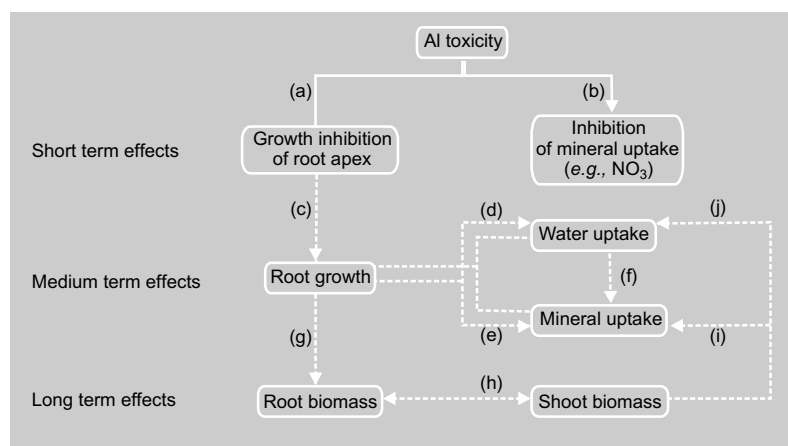 Al toxicity
(a)
(b)
Short term effects
Growth inhibition
of root apex
Inhibition
of mineral uptake
(e.g., NO₃)
(c)
(d)
(j)
Water uptake
Medium term effects
Root growth
(f)
Mineral uptake
(g)
(e)
(i)
Long term effects
Root biomass
(h)
Shoot biomass